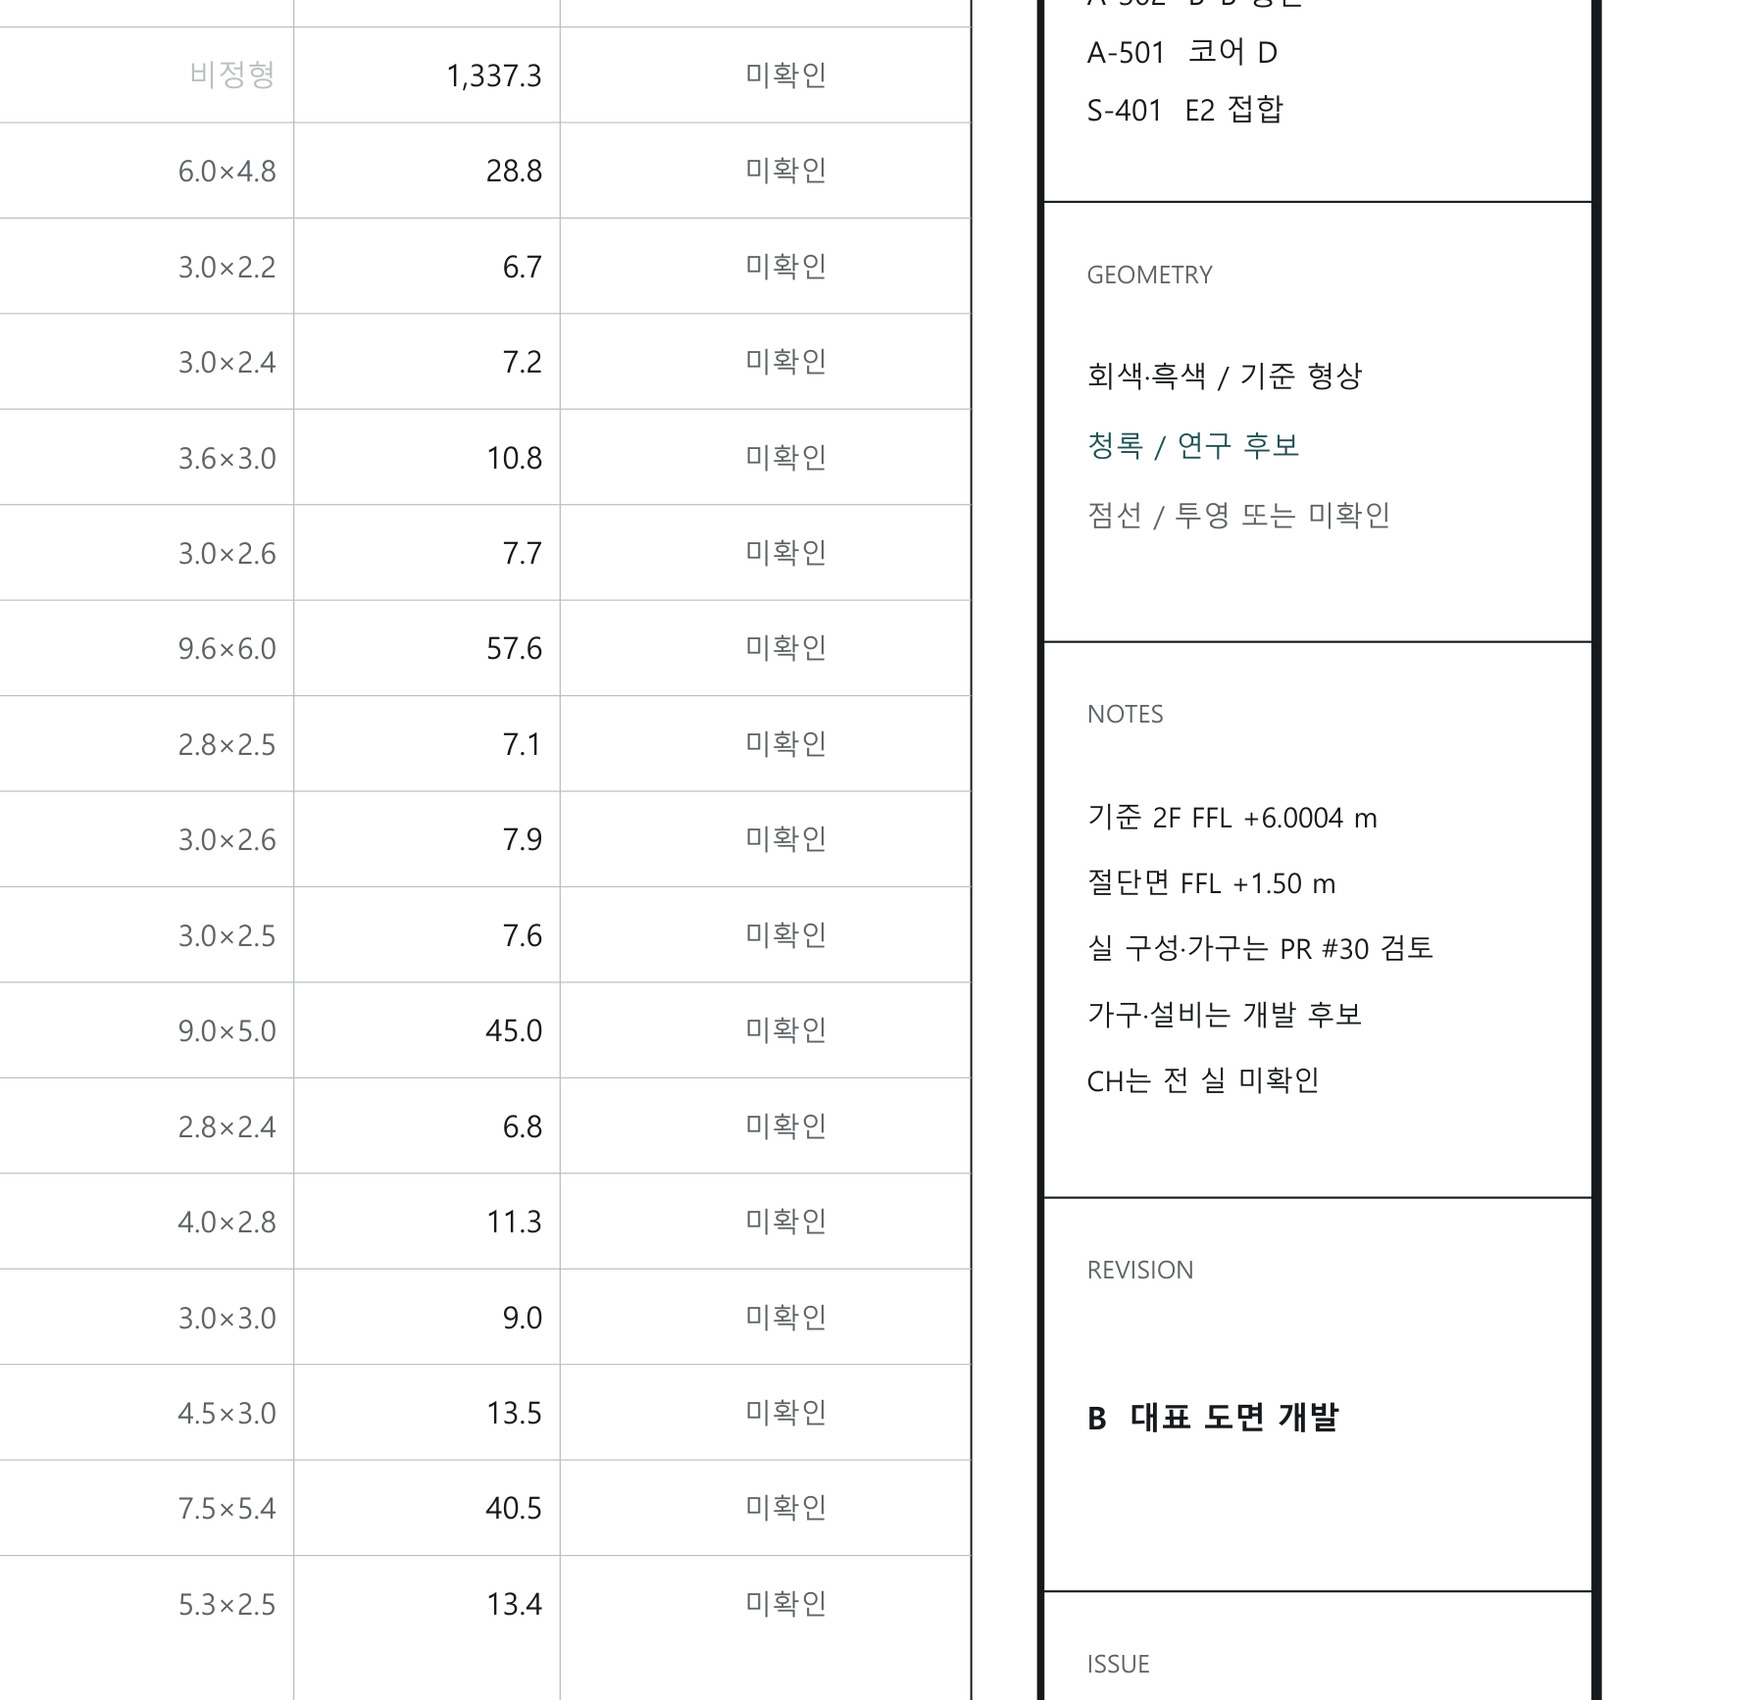 비정형 1,337.3 미확인
6.0×4.8 28.8 미확인
3.0×2.2 6.7 미확인
3.0×2.4 7.2 미확인
3.6×3.0 10.8 미확인
3.0×2.6 7.7 미확인
9.6×6.0 57.6 미확인
2.8×2.5 7.1 미확인
3.0×2.6 7.9 미확인
3.0×2.5 7.6 미확인
9.0×5.0 45.0 미확인
2.8×2.4 6.8 미확인
4.0×2.8 11.3 미확인
3.0×3.0 9.0 미확인
4.5×3.0 13.5 미확인
7.5×5.4 40.5 미확인
5.3×2.5 13.4 미확인
A-501 코어 D
S-401 E2 접합
GEOMETRY
회색·흑색 / 기준 형상
청록 / 연구 후보
점선 / 투영 또는 미확인
NOTES
기준 2F FFL +6.0004 m
절단면 FFL +1.50 m
실 구성·가구는 PR #30 검토
가구·설비는 개발 후보
CH는 전 실 미확인
REVISION
B 대표 도면 개발
ISSUE